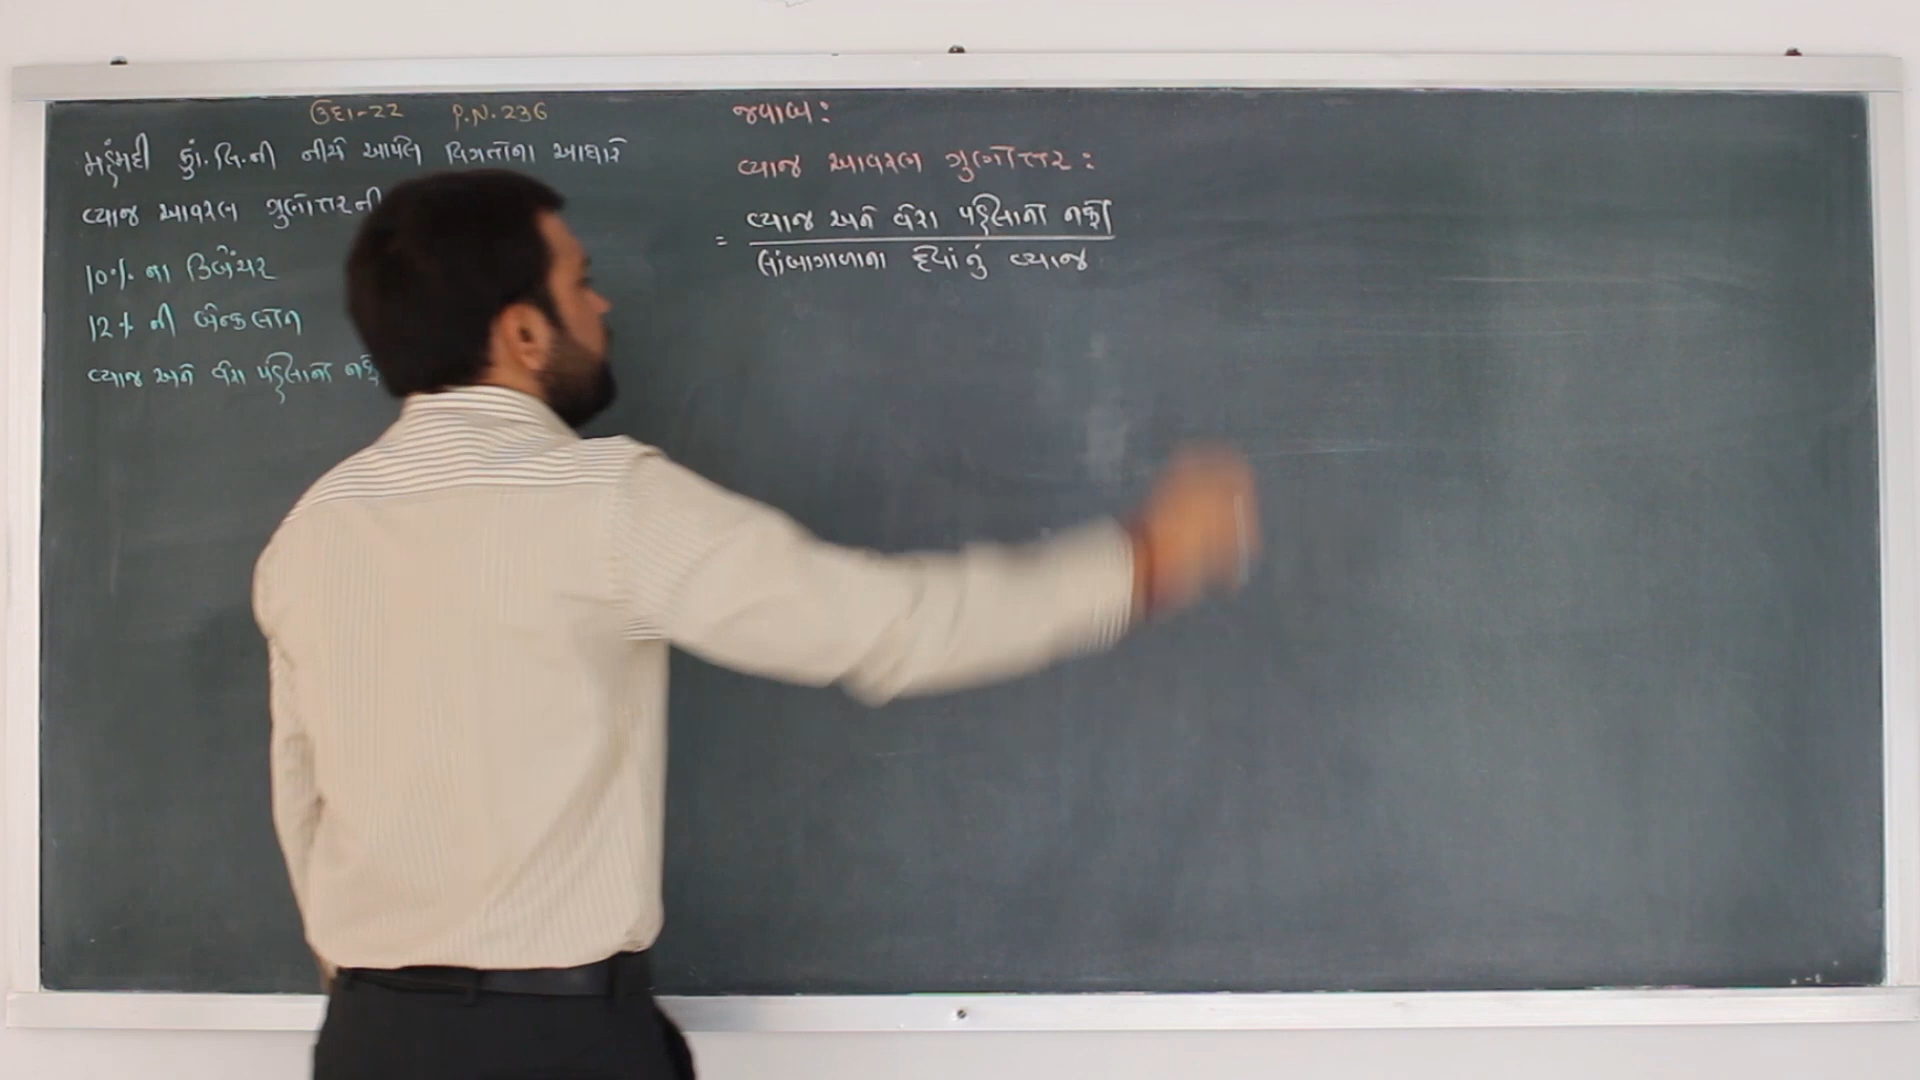 ઉદા-22 P.N.236
મહંમદી કું.લિ.ની નીચે આપેલ વિગતોના આધારે
વ્યાજ આવરણ ગુણોત્તરની
10% ના ડિબેંચર
12% ની બેન્કલોન
વ્યાજ અને વેરા પહેલાનો નફો
જવાબ:
વ્યાજ આવરણ ગુણોત્તર:
= વ્યાજ અને વેરા પહેલાનો નફો
લાંબાગાળાના દેવાંનું વ્યાજ